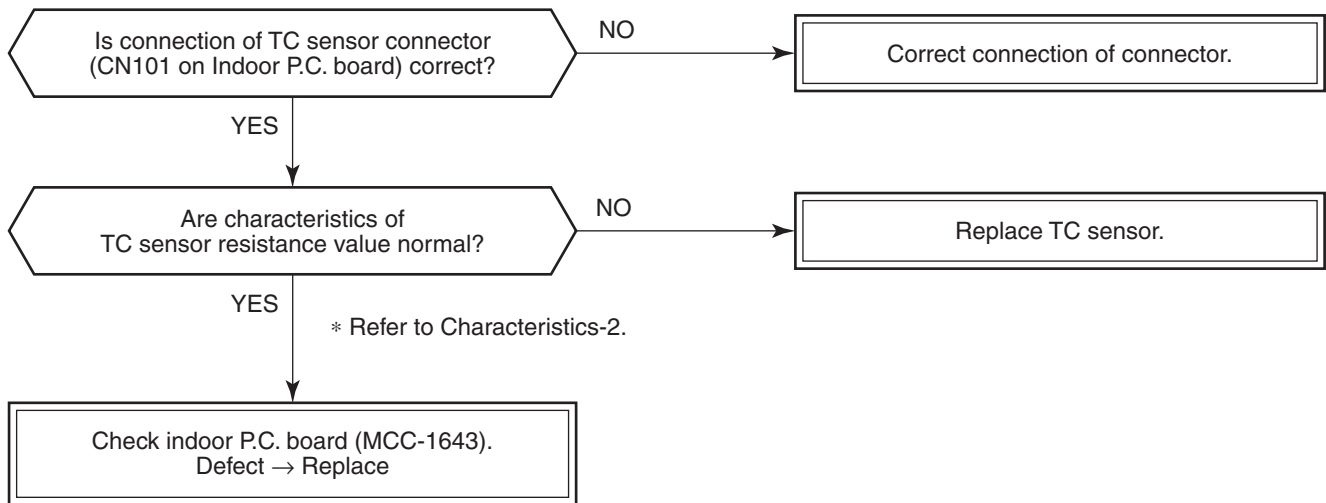 Is connection of TC sensor connector
(CN101 on Indoor P.C. board) correct?
NO
Correct connection of connector.
YES
Are characteristics of
TC sensor resistance value normal?
NO
Replace TC sensor.
YES
* Refer to Characteristics-2.
Check indoor P.C. board (MCC-1643).
Defect → Replace